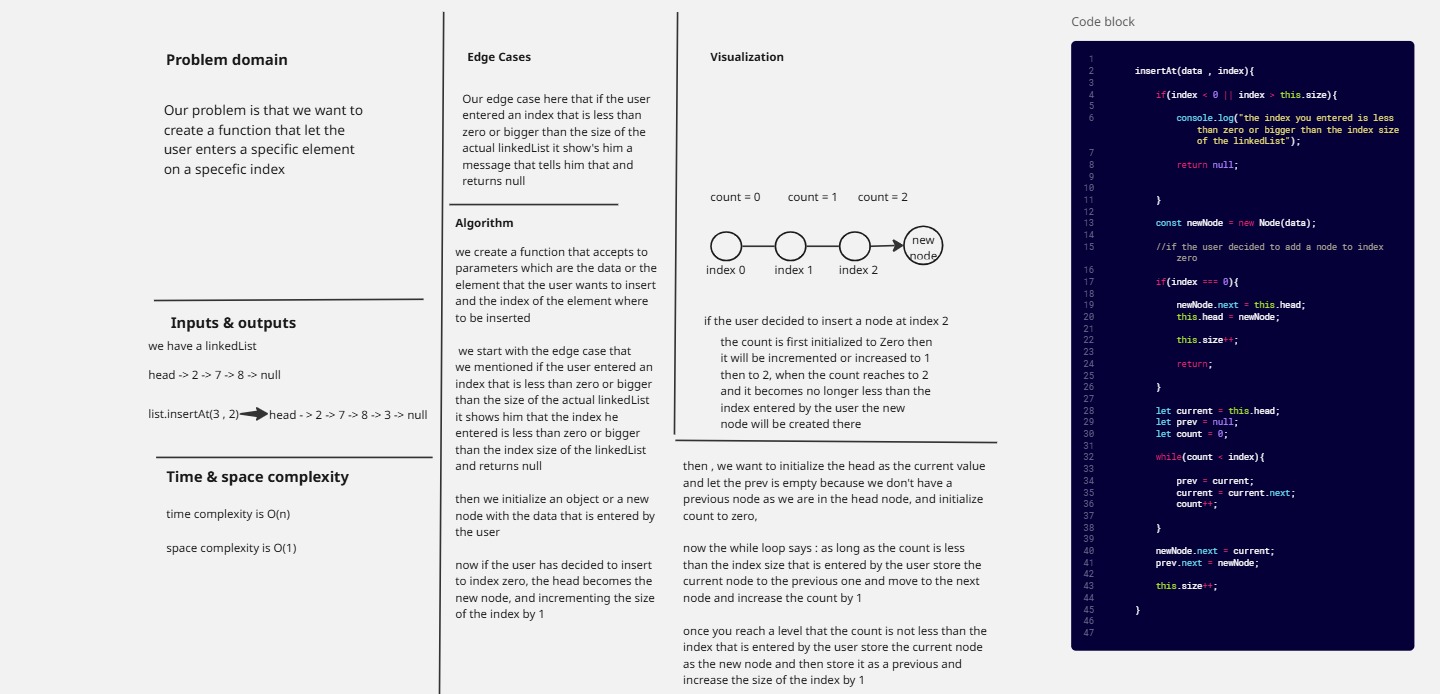 Problem domain
Our problem is that we want to
create a function that let the
user enters a specific element
on a specefic index
Inputs & outputs
we have a linkedList
head -> 2 -> 7 -> 8 -> null
list.insertAt(3 , 2) head - > 2 -> 7 -> 8 -> 3 -> null
Time & space complexity
time complexity is O(n)
space complexity is O(1)
Edge Cases
Our edge case here that if the user
entered an index that is less than
zero or bigger than the size of the
actual linkedList it show's him a
message that tells him that and
returns null
Algorithm
we create a function that accepts to
parameters which are the data or the
element that the user wants to insert
and the index of the element where
to be inserted
we start with the edge case that
we mentioned if the user entered an
index that is less than zero or bigger
than the size of the actual linkedList
it shows him that the index he
entered is less than zero or bigger
than the index size of the linkedList
and returns null
then we initialize an object or a new
node with the data that is entered by
the user
now if the user has decided to insert
to index zero, the head becomes the
new node, and incrementing the size
of the index by 1
Visualization
count = 0 count = 1 count = 2
new
node
index 0 index 1 index 2
if the user decided to insert a node at index 2
the count is first initialized to Zero then
it will be incremented or increased to 1
then to 2, when the count reaches to 2
and it becomes no longer less than the
index entered by the user the new
node will be created there
then , we want to initialize the head as the current value
and let the prev is empty because we don't have a
previous node as we are in the head node, and initialize
count to zero,
now the while loop says : as long as the count is less
than the index size that is entered by the user store the
current node to the previous one and move to the next
node and increase the count by 1
once you reach a level that the count is not less than the
index that is entered by the user store the current node
as the new node and then store it as a previous and
increase the size of the index by 1
Code block
1
2 insertAt(data , index){
3
4 if(index < 0 || index > this.size){
5
6 console.log("the index you entered is less
than zero or bigger than the index size
of the linkedList");
7
8 return null;
9
10
11 }
12
13 const newNode = new Node(data);
14
15 //if the user decided to add a node to index
zero
16
17 if(index === 0){
18
19 newNode.next = this.head;
20 this.head = newNode;
21
22 this.size++;
23
24 return;
25
26 }
27
28 let current = this.head;
29 let prev = null;
30 let count = 0;
31
32 while(count < index){
33
34 prev = current;
35 current = current.next;
36 count++;
37
38 }
39
40 newNode.next = current;
41 prev.next = newNode;
42
43 this.size++;
44
45 }
46
47